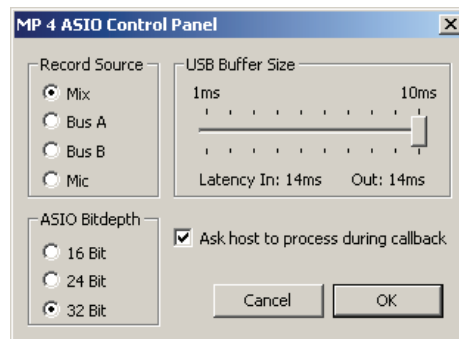 MP 4 ASIO Control Panel
Record Source
Mix
Bus A
Bus B
Mic
USB Buffer Size
1ms 10ms
Latency In: 14ms Out: 14ms
ASIO Bitdepth
16 Bit
24 Bit
32 Bit
Ask host to process during callback
Cancel OK